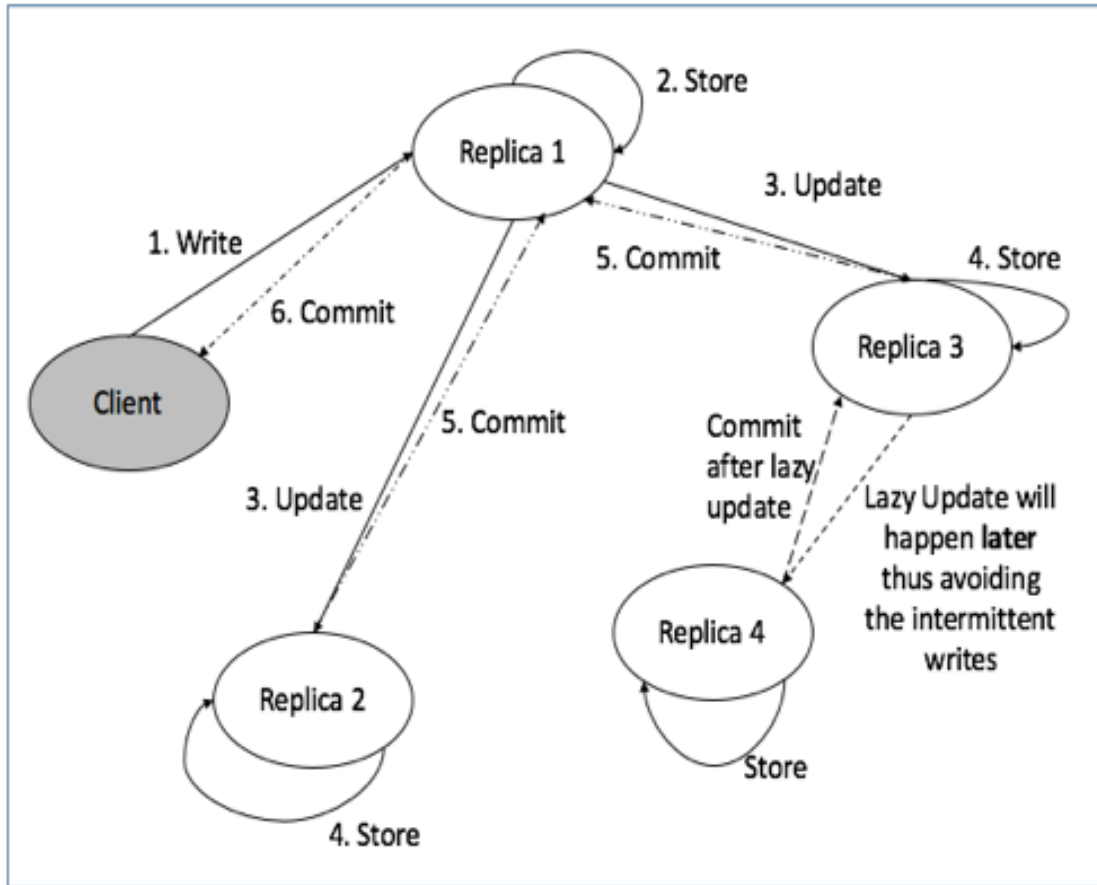 2. Store
Replica 1
3. Update
1. Write
5. Commit
4. Store
6. Commit
Replica 3
Client
5. Commit
Commit
after lazy
update
3. Update
Lazy Update will
happen later
thus avoiding
the intermittent
writes
Replica 4
Replica 2
Store
4. Store